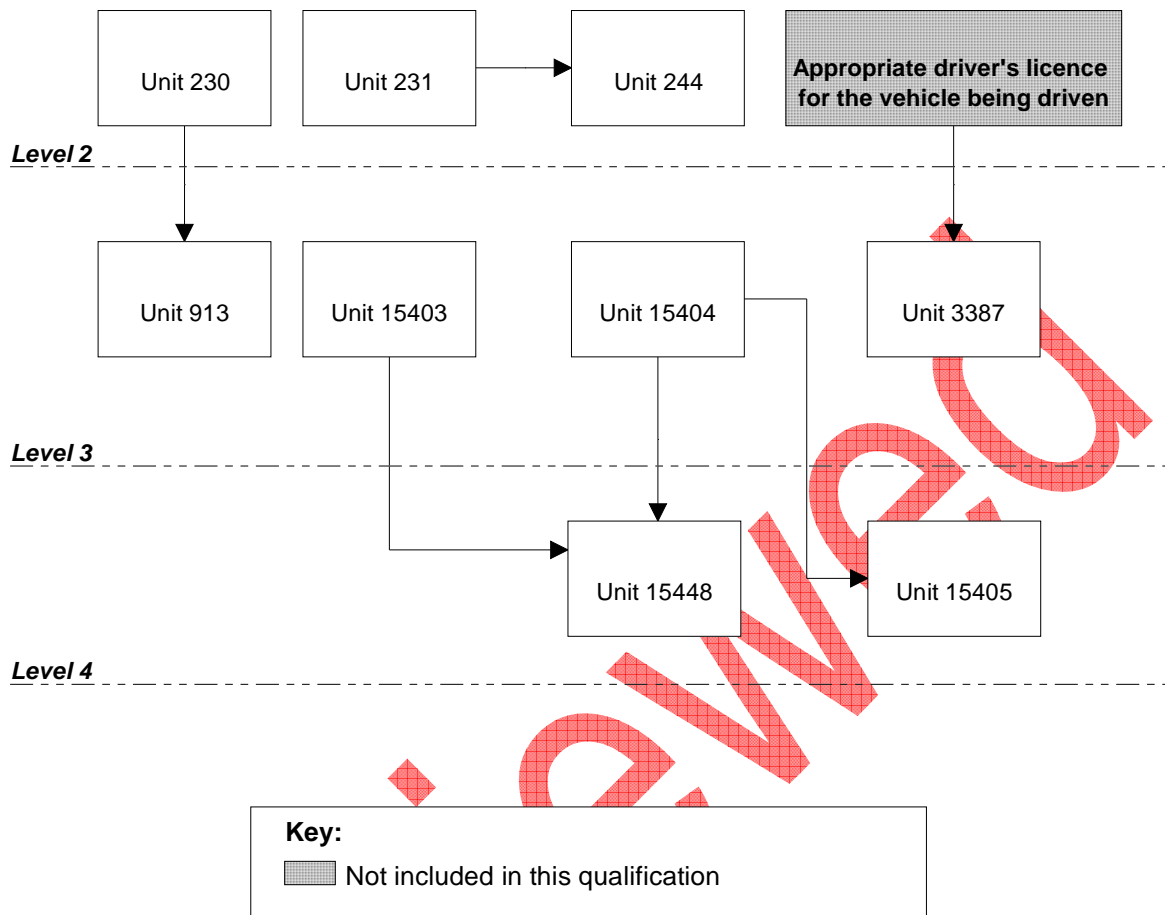 Unit 230
Unit 231
Unit 244
Appropriate driver's licence
for the vehicle being driven
Level 2
Unit 913
Unit 15403
Unit 15404
Unit 3387
Level 3
Unit 15448
Unit 15405
Level 4
Key:
Not included in this qualification